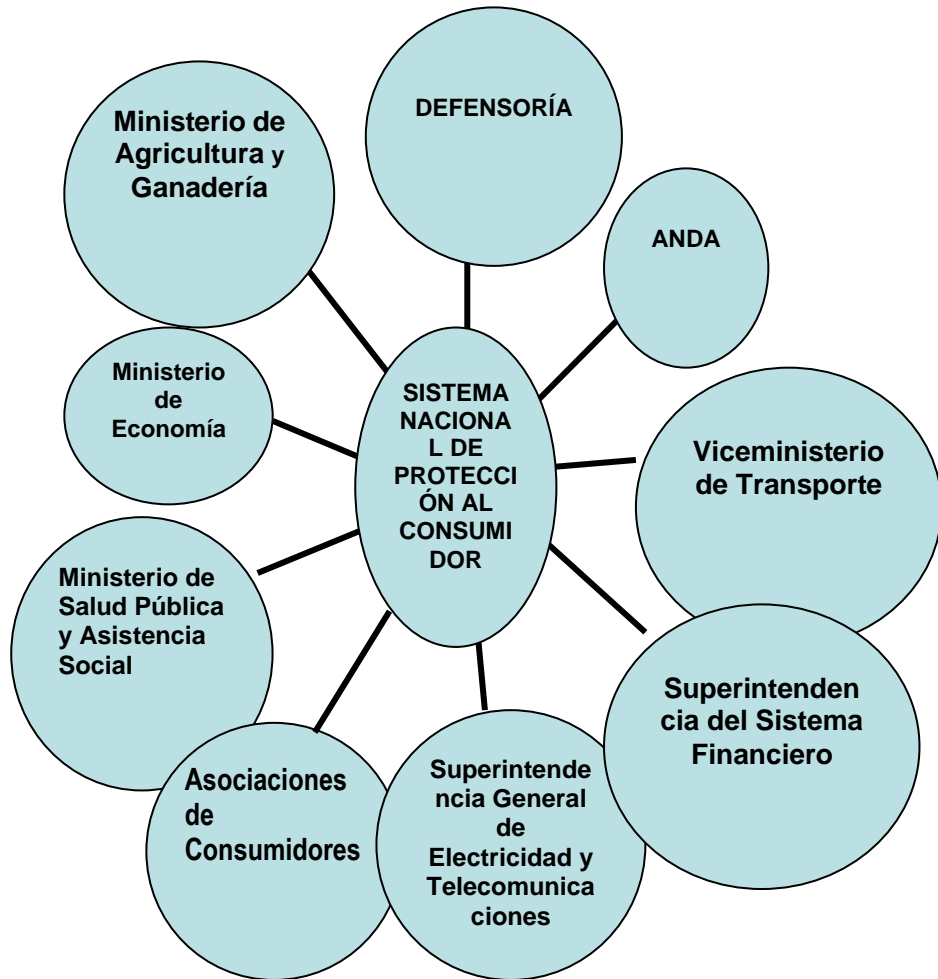 DEFENSORÍA
Ministerio de
Agricultura y
Ganadería
ANDA
Ministerio
de
Economía
SISTEMA
NACIONA
L DE
PROTECCI
ÓN AL
CONSUMI
DOR
Viceministerio
de Transporte
Ministerio de
Salud Pública
y Asistencia
Social
Superintenden
cia del Sistema
Financiero
Asociaciones
de
Consumidores
Superintende
ncia General
de
Electricidad y
Telecomunica
ciones